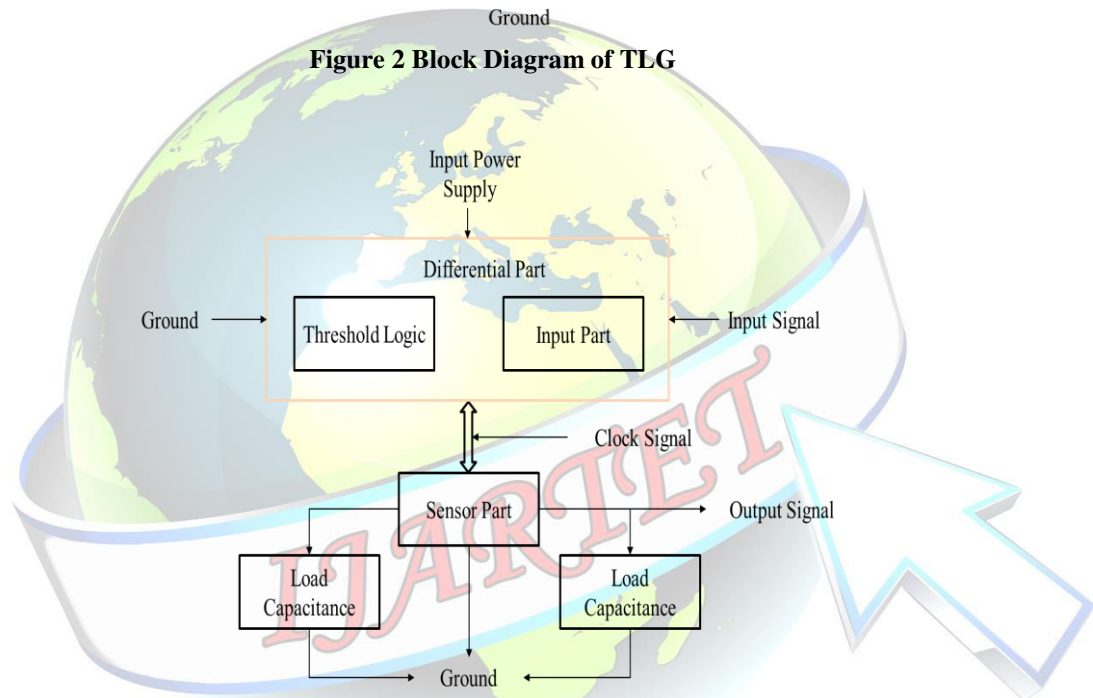 Ground
Figure 2 Block Diagram of TLG
Input Power
Supply
Differential Part
Ground
Threshold Logic
Input Part
Input Signal
Clock Signal
Sensor Part
Output Signal
Load
Capacitance
Load
Capacitance
Ground
IJARTET